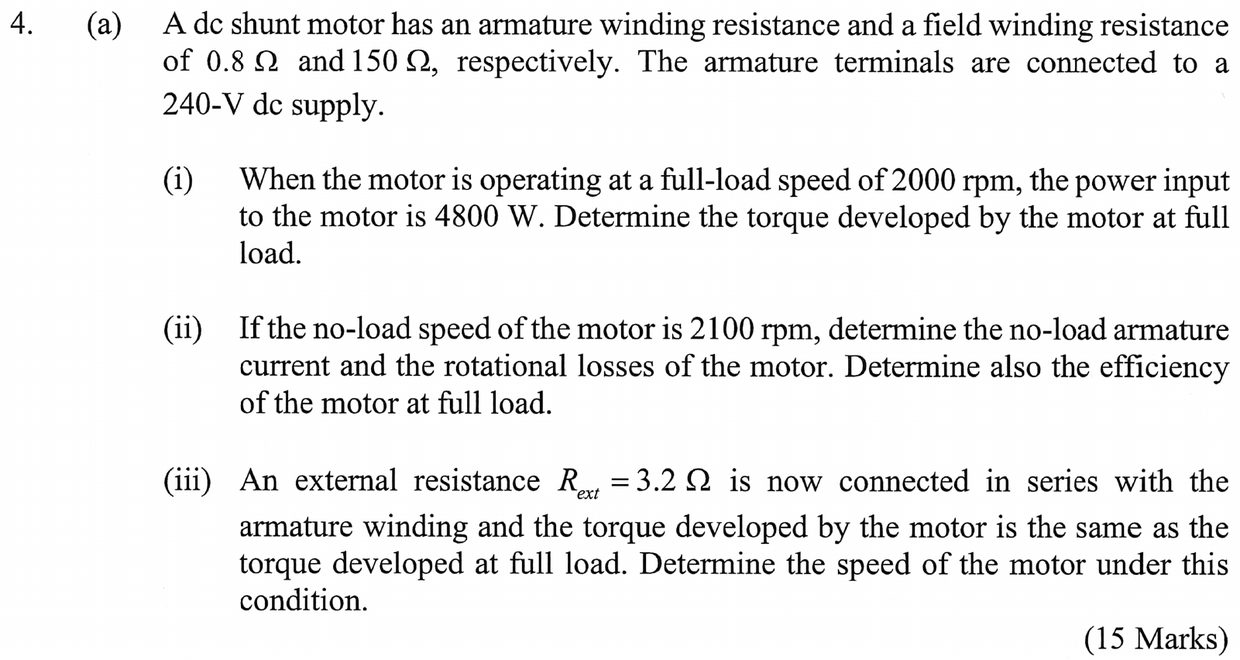 4. (a) A dc shunt motor has an armature winding resistance and a field winding resistance
of 0.8 Ω and 150 Ω, respectively. The armature terminals are connected to a
240-V dc supply.
(i) When the motor is operating at a full-load speed of 2000 rpm, the power input
to the motor is 4800 W. Determine the torque developed by the motor at full
load.
(ii) If the no-load speed of the motor is 2100 rpm, determine the no-load armature
current and the rotational losses of the motor. Determine also the efficiency
of the motor at full load.
(iii) An external resistance R_ext = 3.2 Ω is now connected in series with the
armature winding and the torque developed by the motor is the same as the
torque developed at full load. Determine the speed of the motor under this
condition.
(15 Marks)